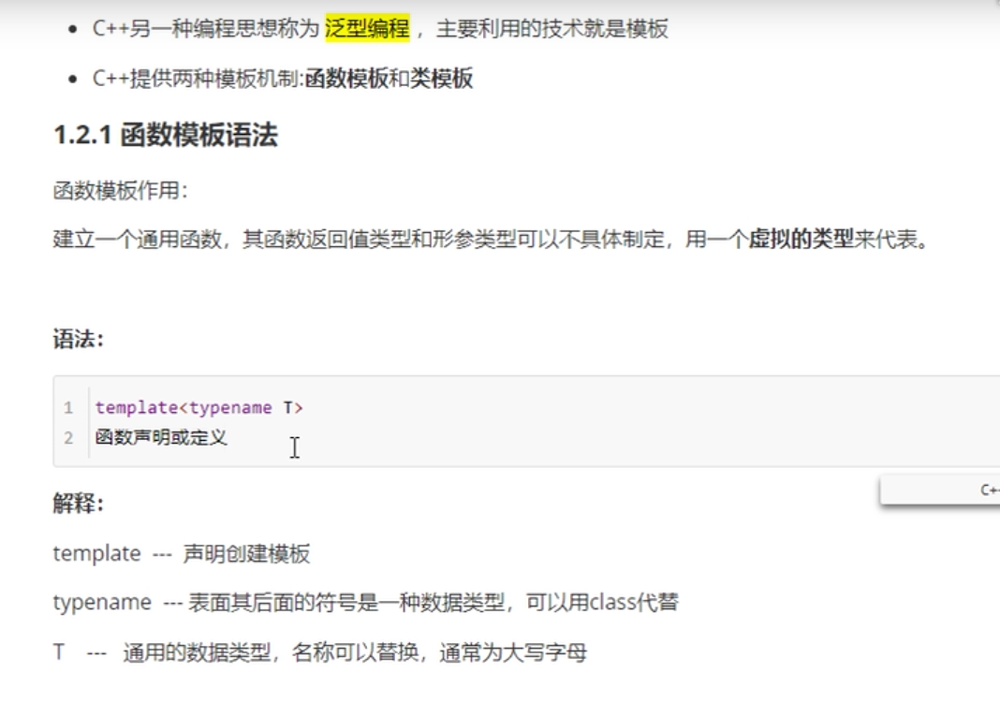 C++另一种编程思想称为 泛型编程 ，主要利用的技术就是模板
C++提供两种模板机制:函数模板和类模板
1.2.1 函数模板语法
函数模板作用：
建立一个通用函数，其函数返回值类型和形参类型可以不具体制定，用一个虚拟的类型来代表。
语法：
1 template<typename T>
2 函数声明或定义
C+
解释：
template --- 声明创建模板
typename --- 表面其后面的符号是一种数据类型，可以用class代替
T --- 通用的数据类型，名称可以替换，通常为大写字母